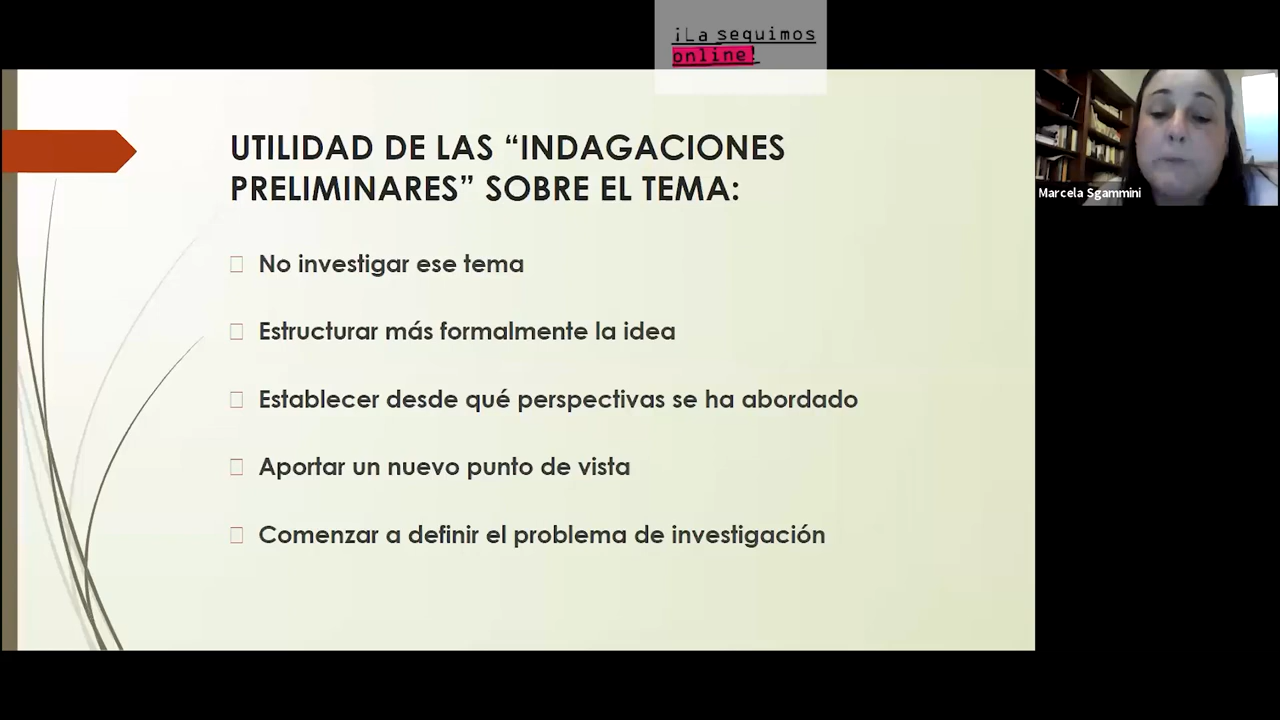 ¡La seguimos
online!
UTILIDAD DE LAS “INDAGACIONES
PRELIMINARES” SOBRE EL TEMA:
No investigar ese tema
Estructurar más formalmente la idea
Establecer desde qué perspectivas se ha abordado
Aportar un nuevo punto de vista
Comenzar a definir el problema de investigación
Marcela Sgammini